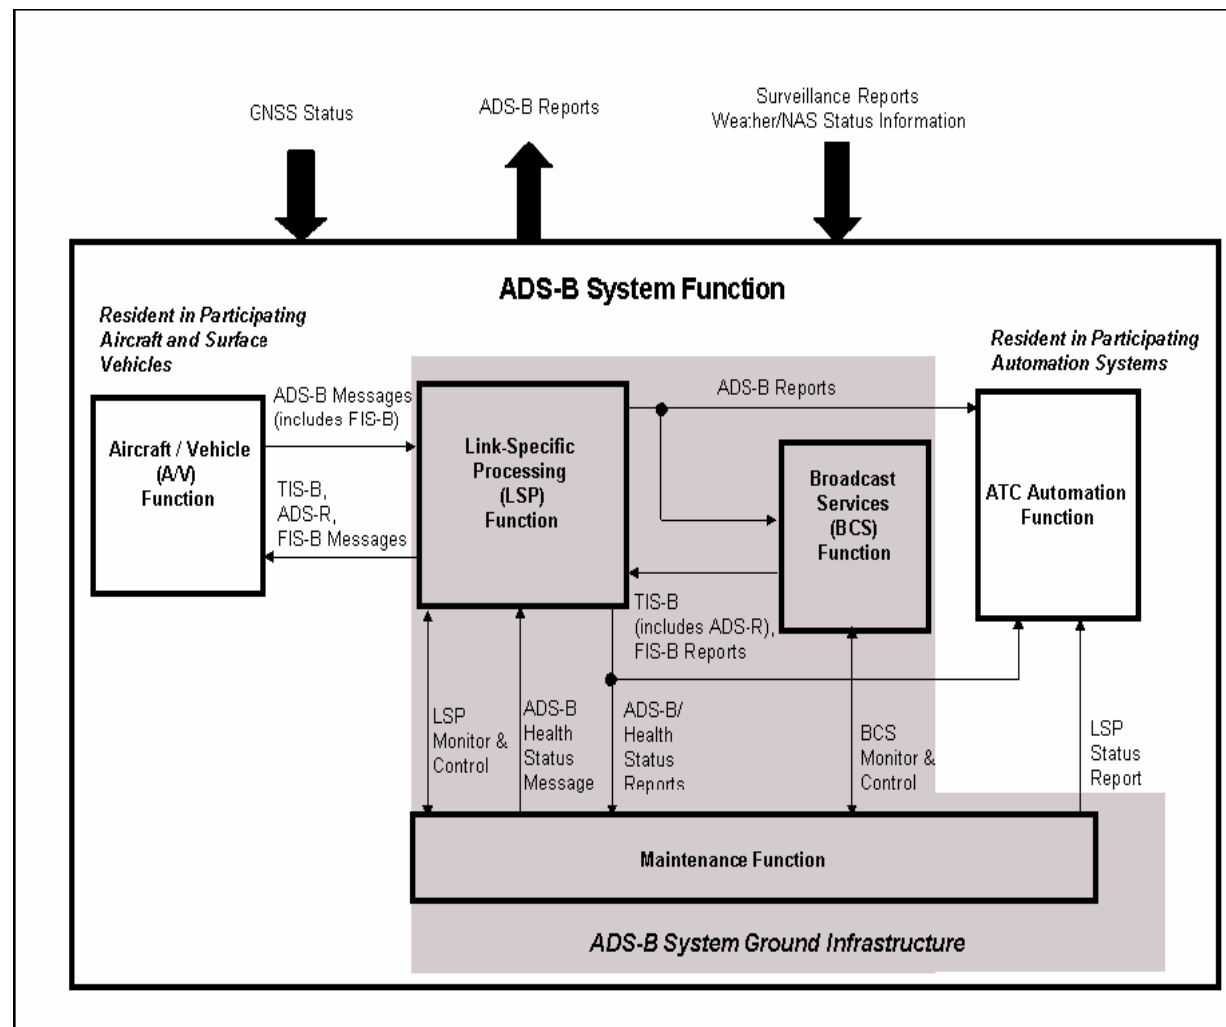 GNSS Status
ADS-B Reports
Surveillance Reports
Weather/NAS Status Information
ADS-B System Function
Resident in Participating
Aircraft and Surface
Vehicles
Resident in Participating
Automation Systems
ADS-B Messages
(includes FIS-B)
ADS-B Reports
Aircraft / Vehicle
(A/V)
Function
Link-Specific
Processing
(LSP)
Function
Broadcast
Services
(BCS)
Function
ATC Automation
Function
TIS-B,
ADS-R,
FIS-B Messages
TIS-B
(includes ADS-R),
FIS-B Reports
LSP
Monitor &
Control
ADS-B
Health
Status
Message
ADS-B/
Health
Status
Reports
BCS
Monitor &
Control
LSP
Status
Report
Maintenance Function
ADS-B System Ground Infrastructure